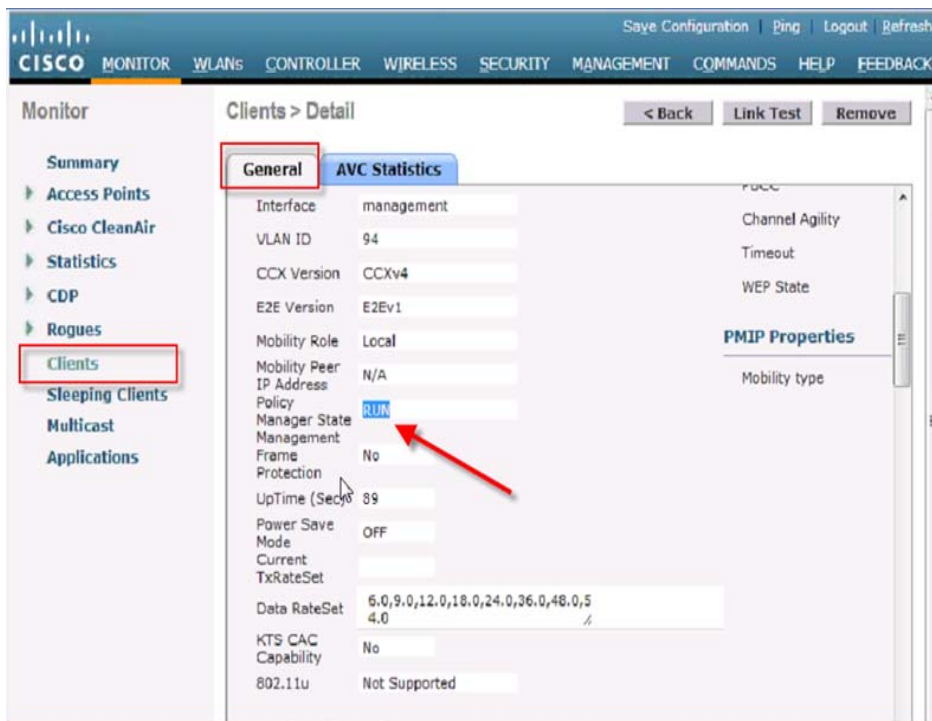 Save Configuration | Ping | Logout | Refresh
CISCO MONITOR WLANs CONTROLLER WIRELESS SECURITY MANAGEMENT COMMANDS HELP FEEDBACK
Monitor
Summary
Access Points
Cisco CleanAir
Statistics
CDP
Rogues
Clients
Sleeping Clients
Multicast
Applications
Clients > Detail
< Back Link Test Remove
General AVC Statistics
Interface management
VLAN ID 94
CCX Version CCXv4
E2E Version E2Ev1
Mobility Role Local
Mobility Peer
IP Address N/A
Policy
Manager State RUN
Management
Frame
Protection No
UpTime (Sec) 89
Power Save
Mode OFF
Current
TxRateSet
Data RateSet 6.0,9.0,12.0,18.0,24.0,36.0,48.0,5
4.0
KTS CAC
Capability No
802.11u Not Supported
Channel Agility
Timeout
WEP State
PMIP Properties
Mobility type